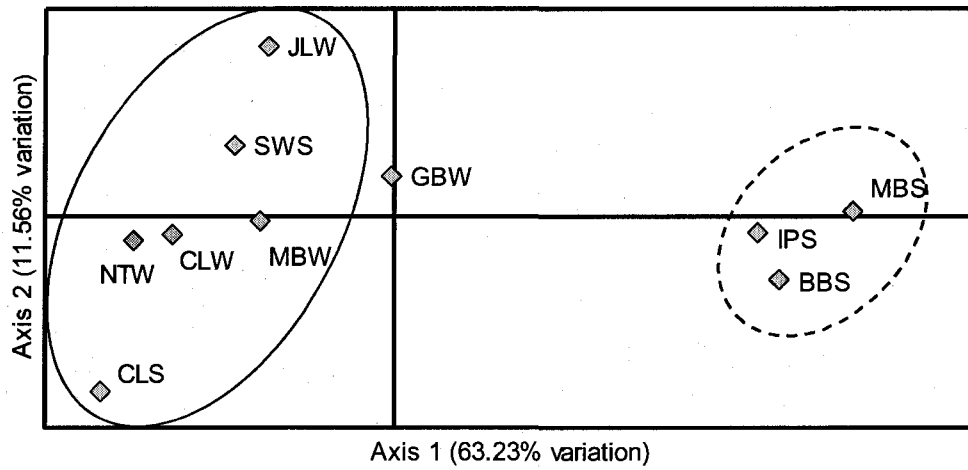 JLW
SWS
GBW
MBS
IPS
NTW
CLW
MBW
BBS
CLS
Axis 2 (11.56% variation)
Axis 1 (63.23% variation)